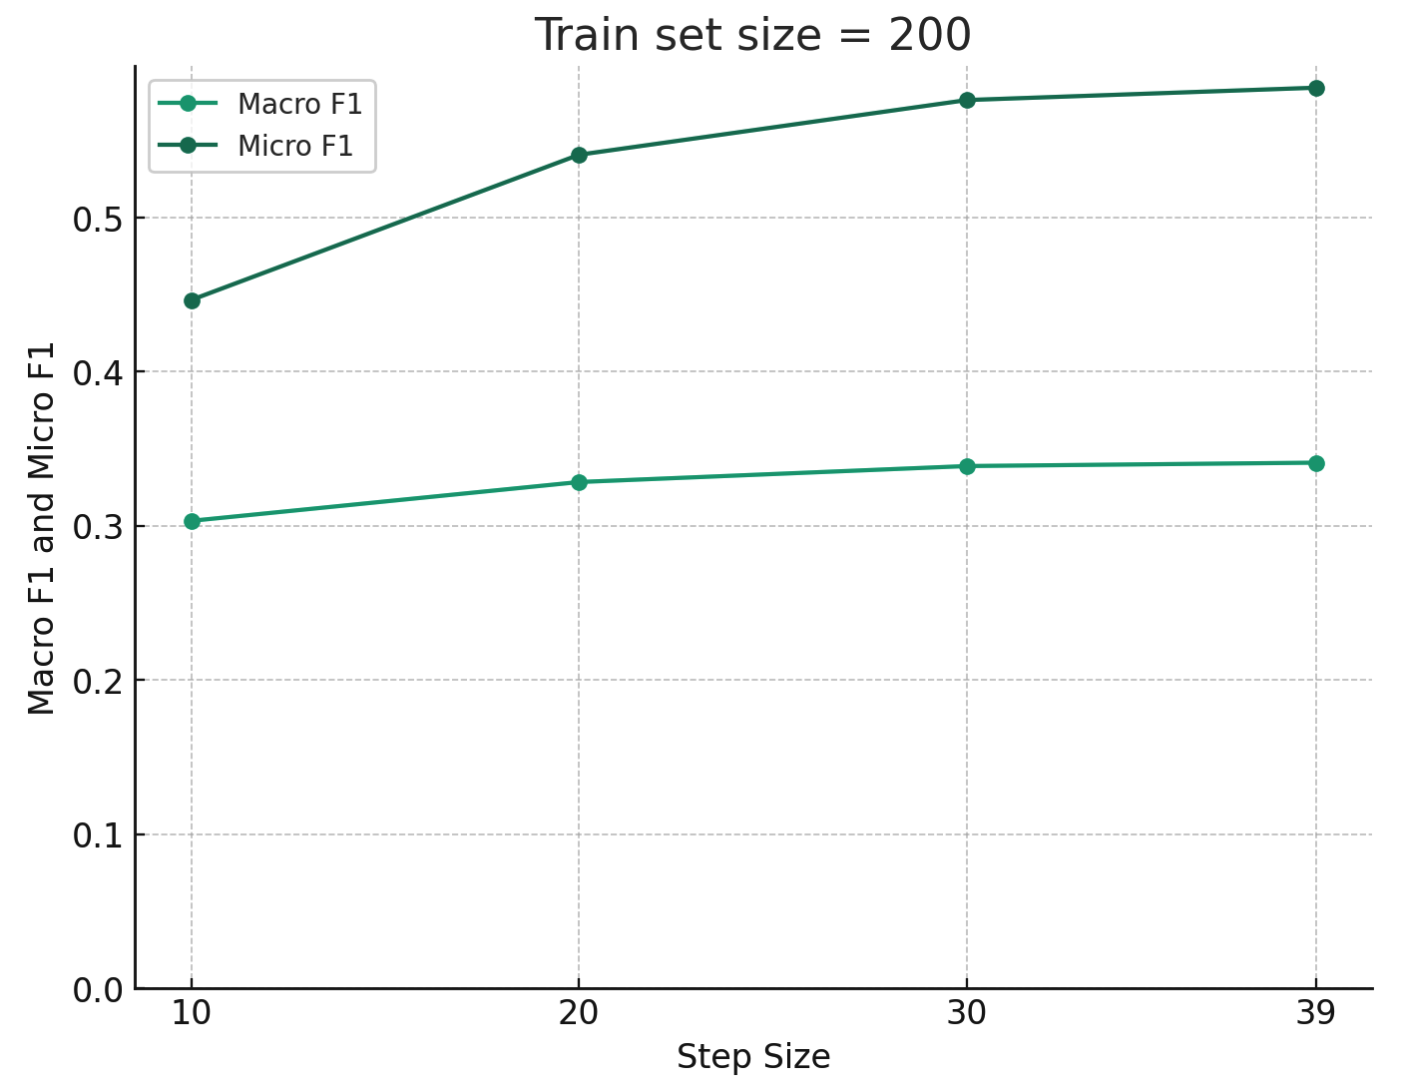 Train set size = 200
Macro F1
Micro F1
Macro F1 and Micro F1
0.5
0.4
0.3
0.2
0.1
0.0
10 20 30 39
Step Size